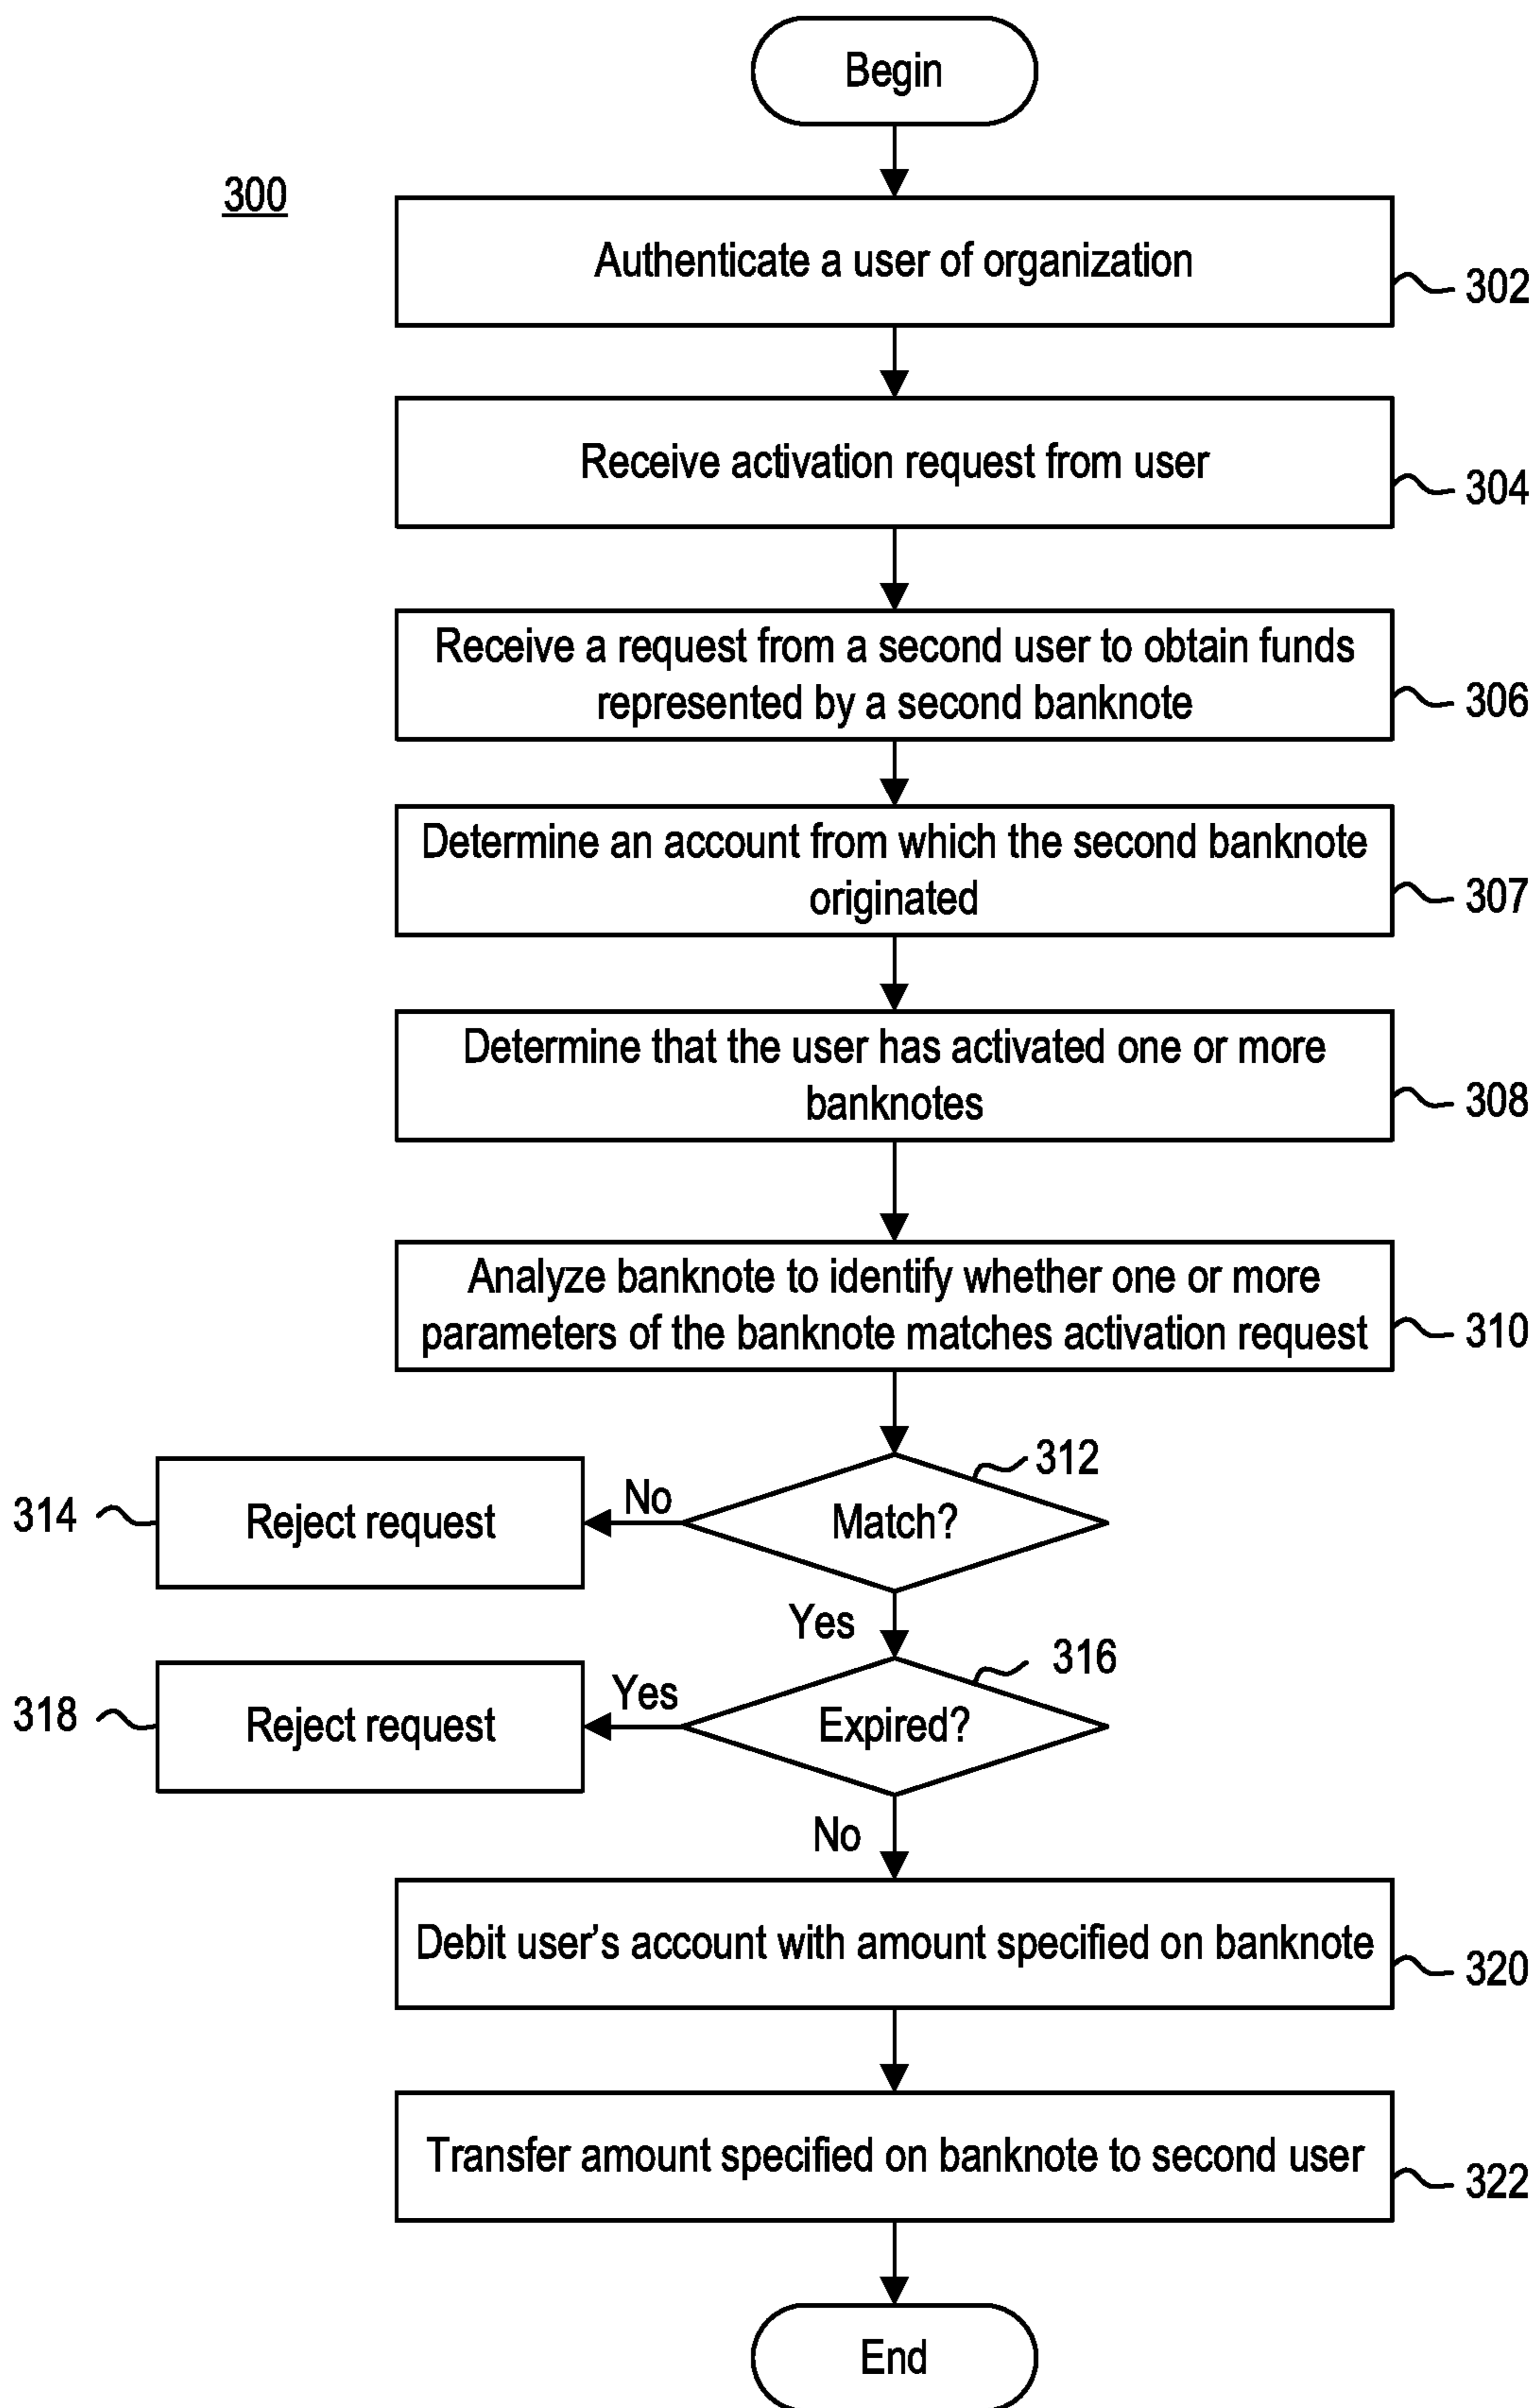 Begin
300
Authenticate a user of organization
302
Receive activation request from user
304
Receive a request from a second user to obtain funds
represented by a second banknote
306
Determine an account from which the second banknote
originated
307
Determine that the user has activated one or more
banknotes
308
Analyze banknote to identify whether one or more
parameters of the banknote matches activation request
310
312
Match?
No
Reject request
314
Yes
316
Expired?
Yes
Reject request
318
No
Debit user's account with amount specified on banknote
320
Transfer amount specified on banknote to second user
322
End